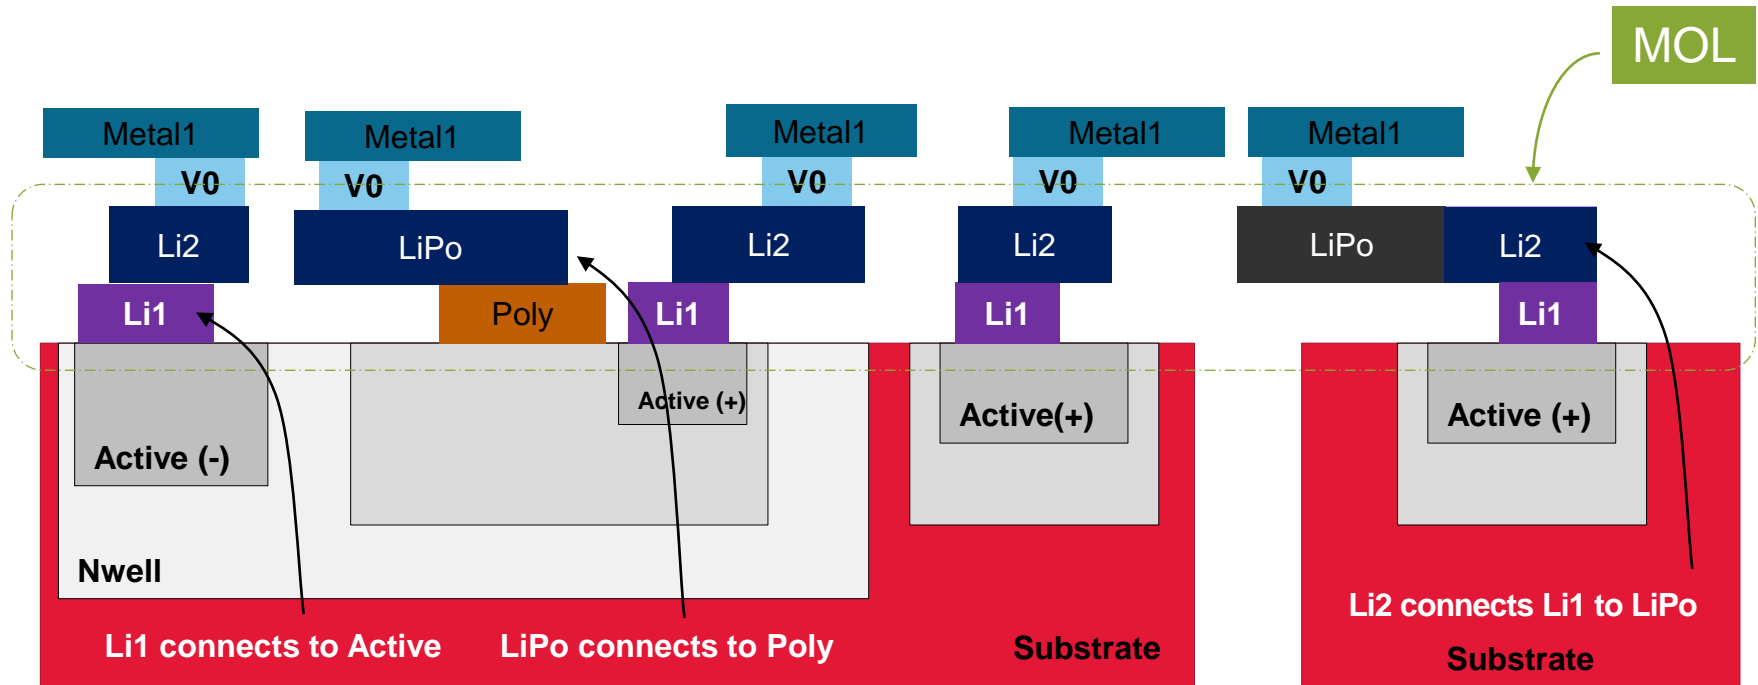 MOL
Metal1
Metal1
Metal1
Metal1
Metal1
V0
V0
V0
V0
V0
Li2
LiPo
Li2
Li2
LiPo
Li2
Li1
Poly
Li1
Li1
Li1
Active (-)
Active (+)
Active(+)
Active (+)
Nwell
Li1 connects to Active
LiPo connects to Poly
Substrate
Li2 connects Li1 to LiPo
Substrate